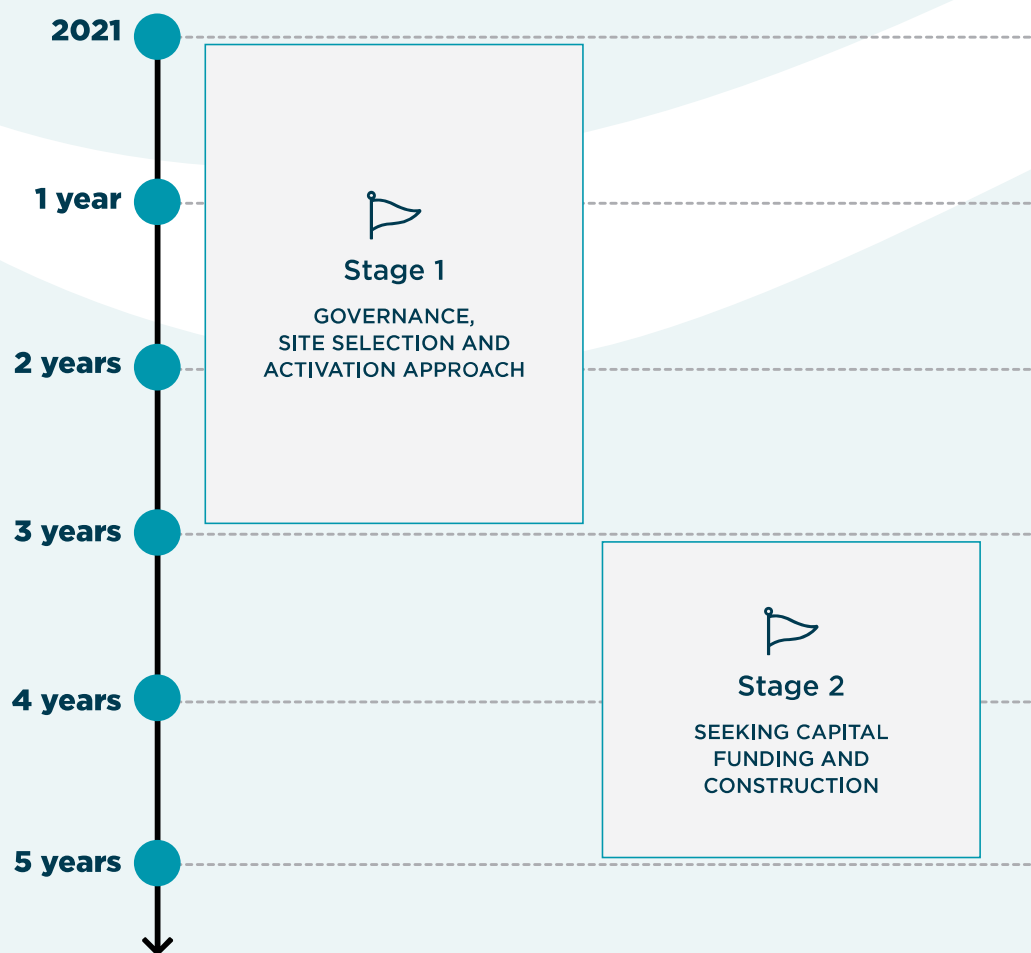 2021
1 year
Stage 1
GOVERNANCE,
SITE SELECTION AND
ACTIVATION APPROACH
2 years
3 years
Stage 2
4 years
SEEKING CAPITAL
FUNDING AND
CONSTRUCTION
5 years